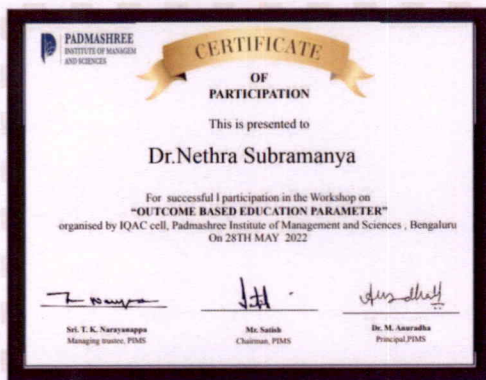 PADMASHREE
INSTITUTE OF MANAGEM
AND SCIENCES
CERTIFICATE
OF
PARTICIPATION
This is presented to
Dr.Nethra Subramanya
For successful l participation in the Workshop on
“OUTCOME BASED EDUCATION PARAMETER”
organised by IQAC cell, Padmashree Institute of Management and Sciences , Bengaluru
On 28TH MAY 2022
Sri. T. K. Narayanappa Mr. Satish Dr. M. Anuradha
Managing trustee, PIMS Chairman, PIMS Principal,PIMS